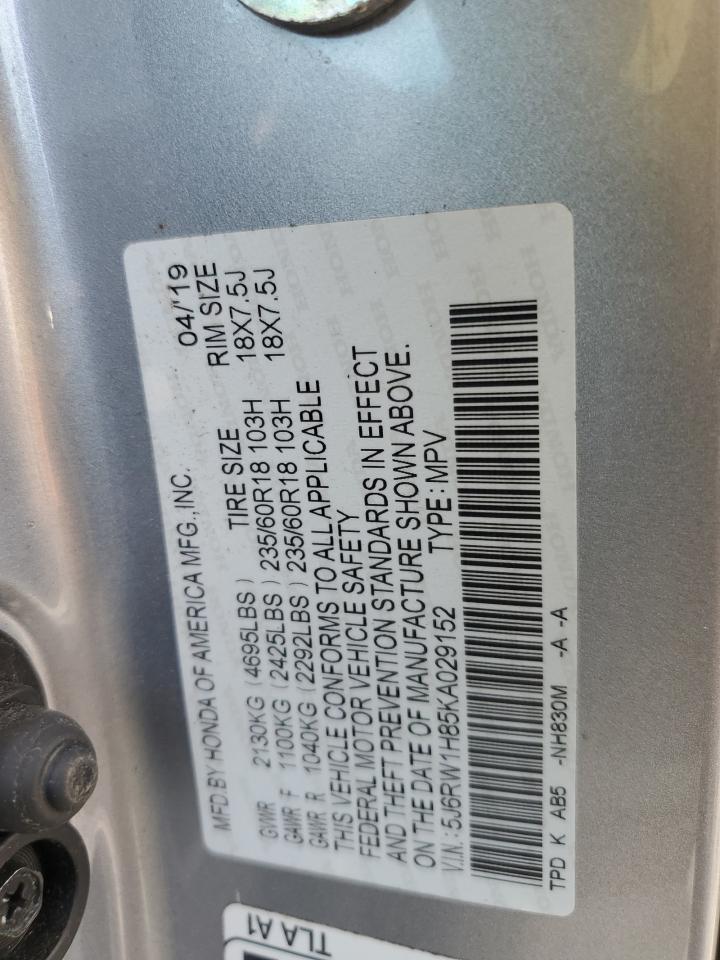 MFD.BY HONDA OF AMERICA MFG.,INC. 04/'19
TIRE SIZE RIM SIZE
GVWR 2130KG (4695LBS)
GAWR F 1100KG (2425LBS) 235/60R18 103H 18X7.5J
GAWR R 1040KG (2292LBS) 235/60R18 103H 18X7.5J
THIS VEHICLE CONFORMS TO ALL APPLICABLE
FEDERAL MOTOR VEHICLE SAFETY
AND THEFT PREVENTION STANDARDS IN EFFECT
ON THE DATE OF MANUFACTURE SHOWN ABOVE.
V.I.N.: 5J6RW1H85KA029152 TYPE: MPV
TPD K AB5 -NH830M -A -A
TLA A1